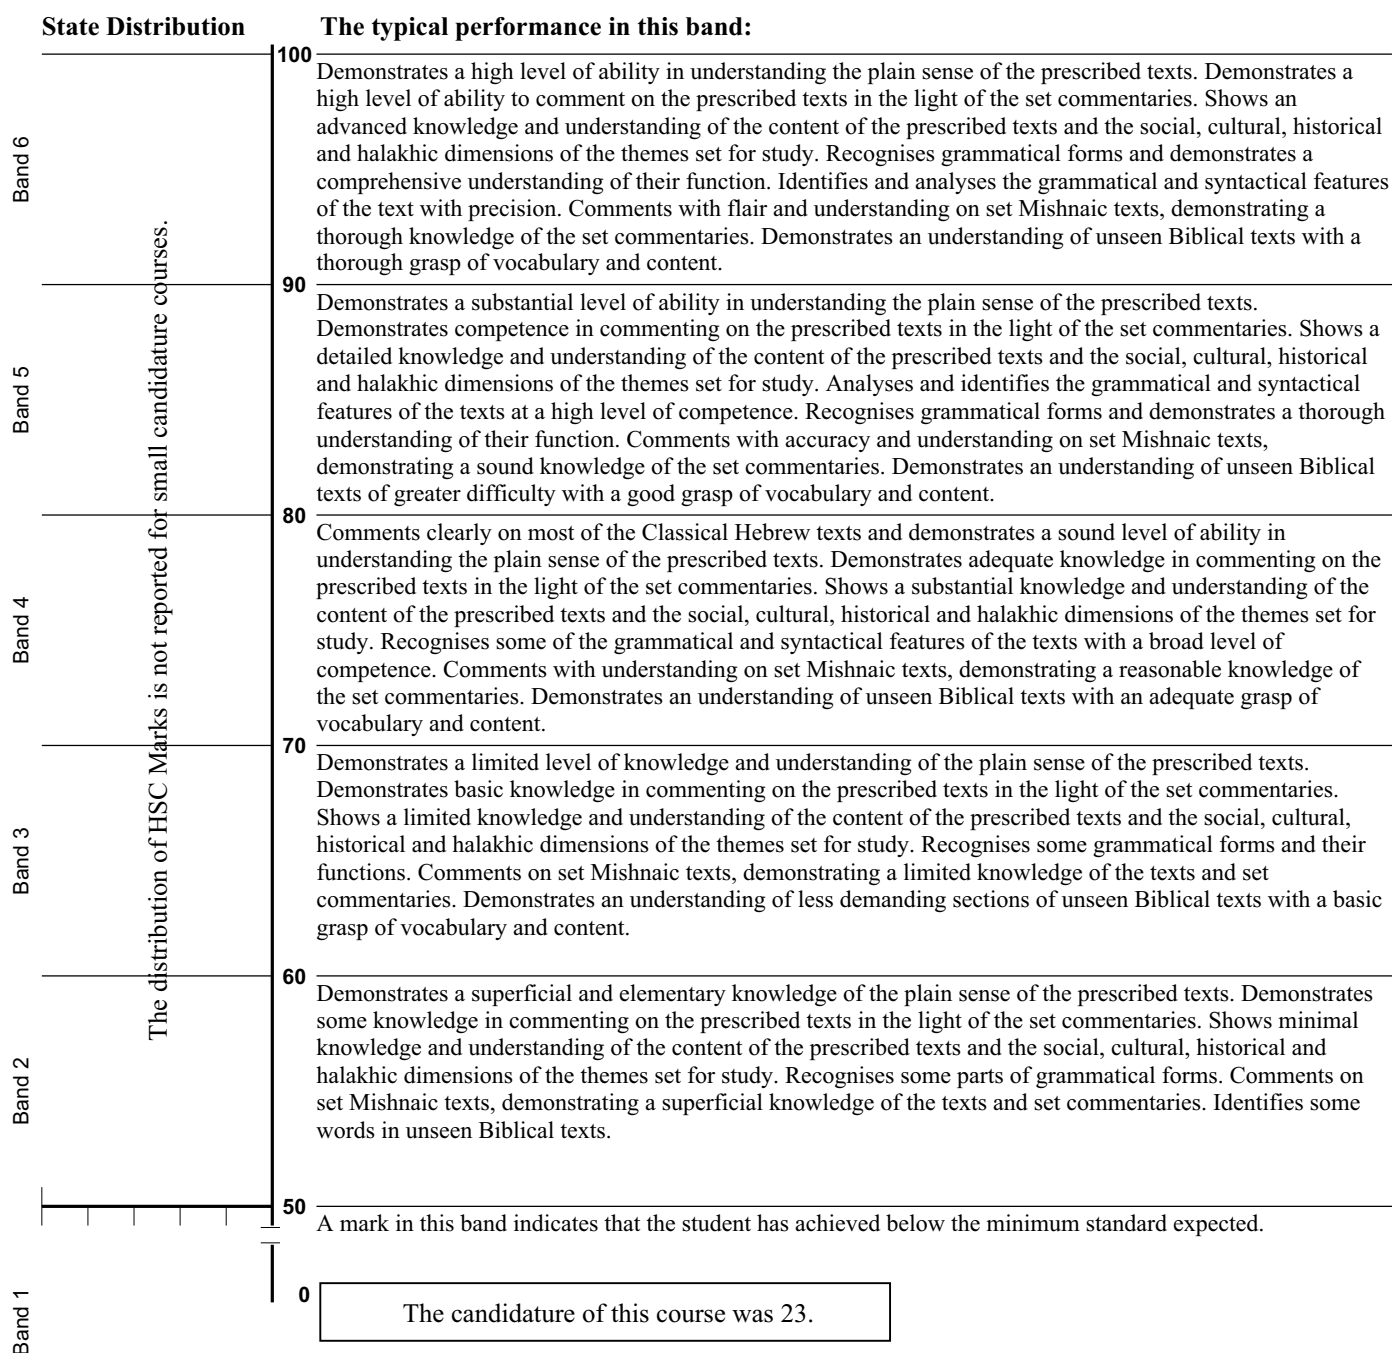 State Distribution
The typical performance in this band:
100
Band 6
Demonstrates a high level of ability in understanding the plain sense of the prescribed texts. Demonstrates a
high level of ability to comment on the prescribed texts in the light of the set commentaries. Shows an
advanced knowledge and understanding of the content of the prescribed texts and the social, cultural, historical
and halakhic dimensions of the themes set for study. Recognises grammatical forms and demonstrates a
comprehensive understanding of their function. Identifies and analyses the grammatical and syntactical features
of the text with precision. Comments with flair and understanding on set Mishnaic texts, demonstrating a
thorough knowledge of the set commentaries. Demonstrates an understanding of unseen Biblical texts with a
thorough grasp of vocabulary and content.
90
Band 5
Demonstrates a substantial level of ability in understanding the plain sense of the prescribed texts.
Demonstrates competence in commenting on the prescribed texts in the light of the set commentaries. Shows a
detailed knowledge and understanding of the content of the prescribed texts and the social, cultural, historical
and halakhic dimensions of the themes set for study. Analyses and identifies the grammatical and syntactical
features of the texts at a high level of competence. Recognises grammatical forms and demonstrates a thorough
understanding of their function. Comments with accuracy and understanding on set Mishnaic texts,
demonstrating a sound knowledge of the set commentaries. Demonstrates an understanding of unseen Biblical
texts of greater difficulty with a good grasp of vocabulary and content.
80
Band 4
Comments clearly on most of the Classical Hebrew texts and demonstrates a sound level of ability in
understanding the plain sense of the prescribed texts. Demonstrates adequate knowledge in commenting on the
prescribed texts in the light of the set commentaries. Shows a substantial knowledge and understanding of the
content of the prescribed texts and the social, cultural, historical and halakhic dimensions of the themes set for
study. Recognises some of the grammatical and syntactical features of the texts with a broad level of
competence. Comments with understanding on set Mishnaic texts, demonstrating a reasonable knowledge of
the set commentaries. Demonstrates an understanding of unseen Biblical texts with an adequate grasp of
vocabulary and content.
70
Band 3
Demonstrates a limited level of knowledge and understanding of the plain sense of the prescribed texts.
Demonstrates basic knowledge in commenting on the prescribed texts in the light of the set commentaries.
Shows a limited knowledge and understanding of the content of the prescribed texts and the social, cultural,
historical and halakhic dimensions of the themes set for study. Recognises some grammatical forms and their
functions. Comments on set Mishnaic texts, demonstrating a limited knowledge of the texts and set
commentaries. Demonstrates an understanding of less demanding sections of unseen Biblical texts with a basic
grasp of vocabulary and content.
60
Band 2
Demonstrates a superficial and elementary knowledge of the plain sense of the prescribed texts. Demonstrates
some knowledge in commenting on the prescribed texts in the light of the set commentaries. Shows minimal
knowledge and understanding of the content of the prescribed texts and the social, cultural, historical and
halakhic dimensions of the themes set for study. Recognises some parts of grammatical forms. Comments on
set Mishnaic texts, demonstrating a superficial knowledge of the texts and set commentaries. Identifies some
words in unseen Biblical texts.
50
A mark in this band indicates that the student has achieved below the minimum standard expected.
0
Band 1
The candidature of this course was 23.
The distribution of HSC Marks is not reported for small candidature courses.